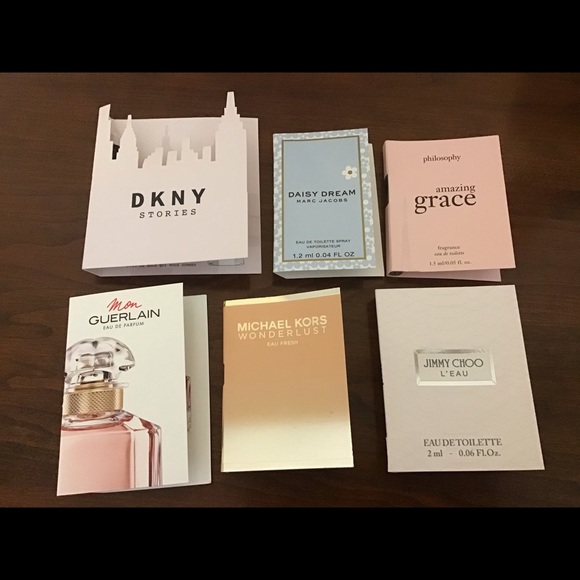 DKNY
STORIES
DAISY DREAM
MARC JACOBS
EAU DE TOILETTE SPRAY
VAPORISATEUR
1.2 ml 0.04 FL OZ
philosophy
amazing
grace
fragrance
eau de toilette
Mon
GUERLAIN
EAU DE PARFUM
MICHAEL KORS
WONDERLUST
EAU FRESH
JIMMY CHOO
L'EAU
EAU DE TOILETTE
2 ml - 0.06 Fl.Oz.